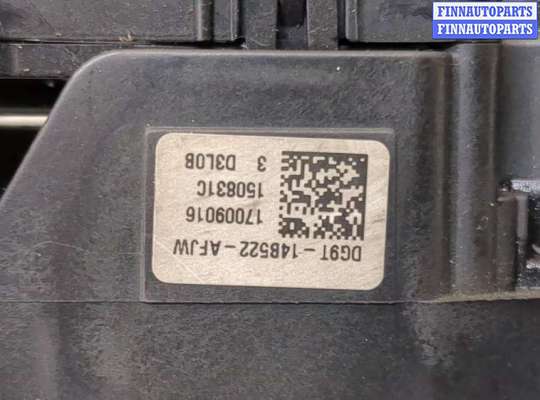 FINNAUTOPARTS
FINNAUTOPARTS
DG9T-14B522-AFJW
17009016
150831C
3 D3L0B